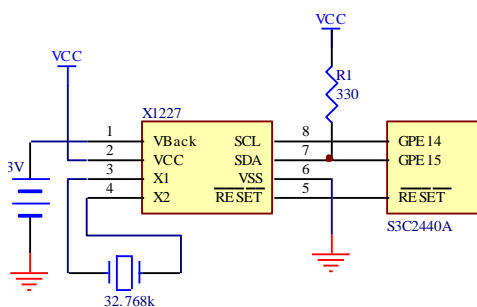 VCC
VCC
R1
330
X1227
1 VBack SCL 8 GPE14
2 VCC SDA 7 GPE15
3V 3 X1 VSS 6
4 X2 RESET 5 RESET
S3C2440A
32.768k